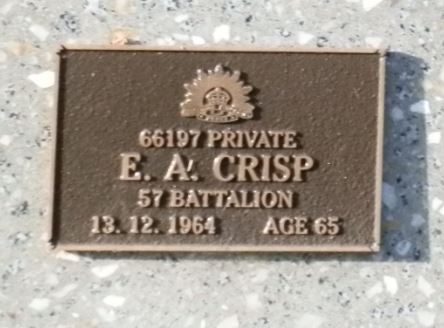 66197 PRIVATE
E. A. CRISP
57 BATTALION
13. 12. 1964 AGE 65